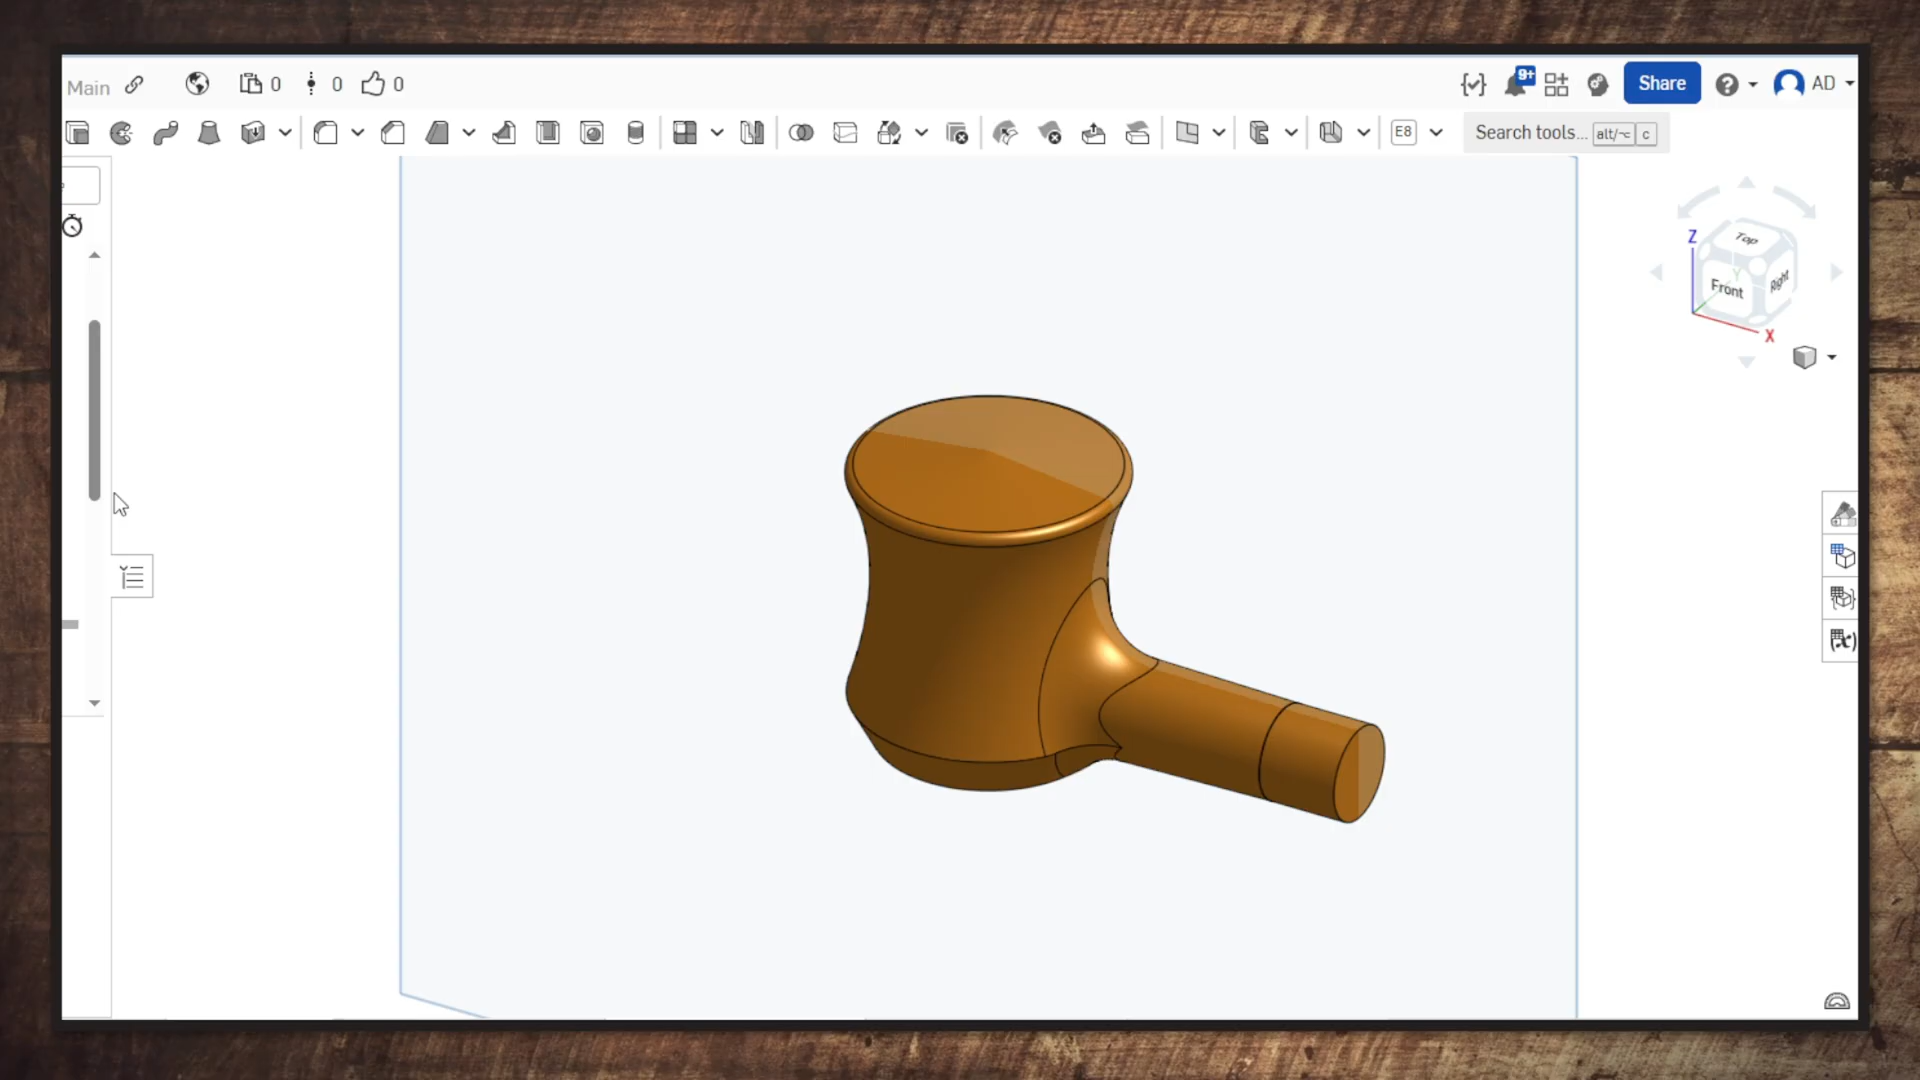 Main
0
0
0
9+
Share
AD
E8
Search tools... alt/⌥ c
Top
Front
Right
Z
Y
X
(x)